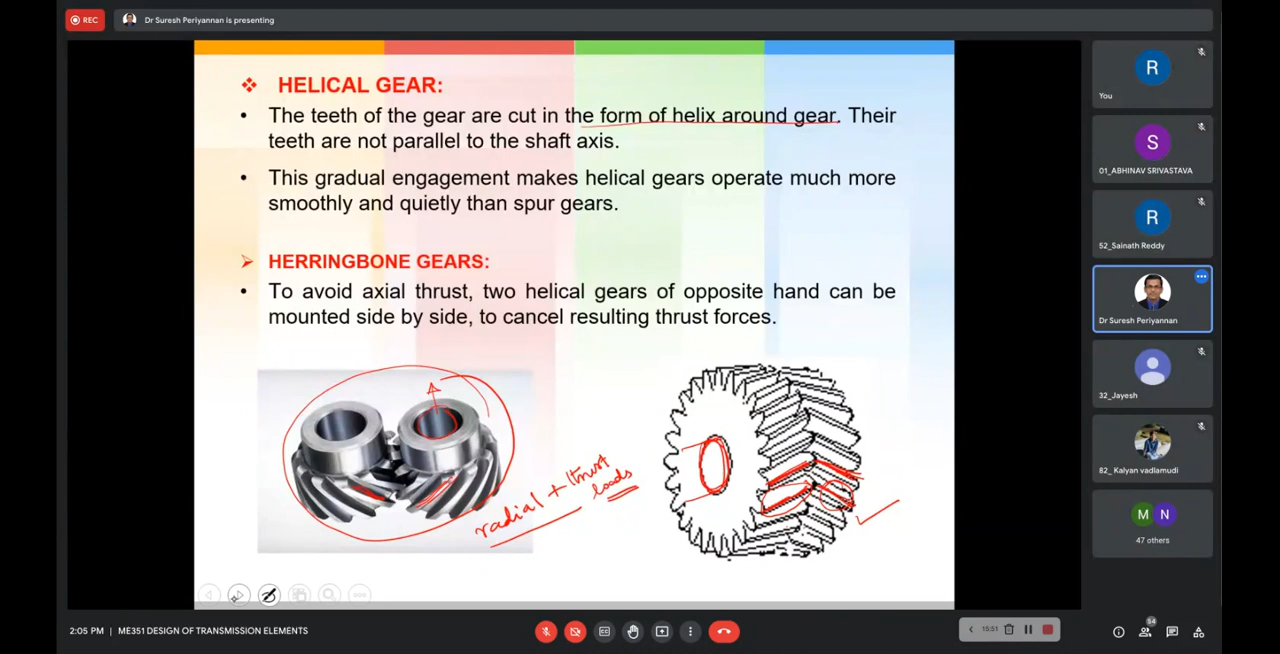 REC
Dr Suresh Periyannan is presenting
❖ HELICAL GEAR:
• The teeth of the gear are cut in the form of helix around gear. Their
teeth are not parallel to the shaft axis.
• This gradual engagement makes helical gears operate much more
smoothly and quietly than spur gears.
➢ HERRINGBONE GEARS:
• To avoid axial thrust, two helical gears of opposite hand can be
mounted side by side, to cancel resulting thrust forces.
radial + thrust
loads
R
You
S
01_ABHINAV SRIVASTAVA
R
52_Sainath Reddy
Dr Suresh Periyannan
32_Jayesh
82_ Kalyan vadlamudi
M N
47 others
2:05 PM | ME351 DESIGN OF TRANSMISSION ELEMENTS
CC
15:51
54